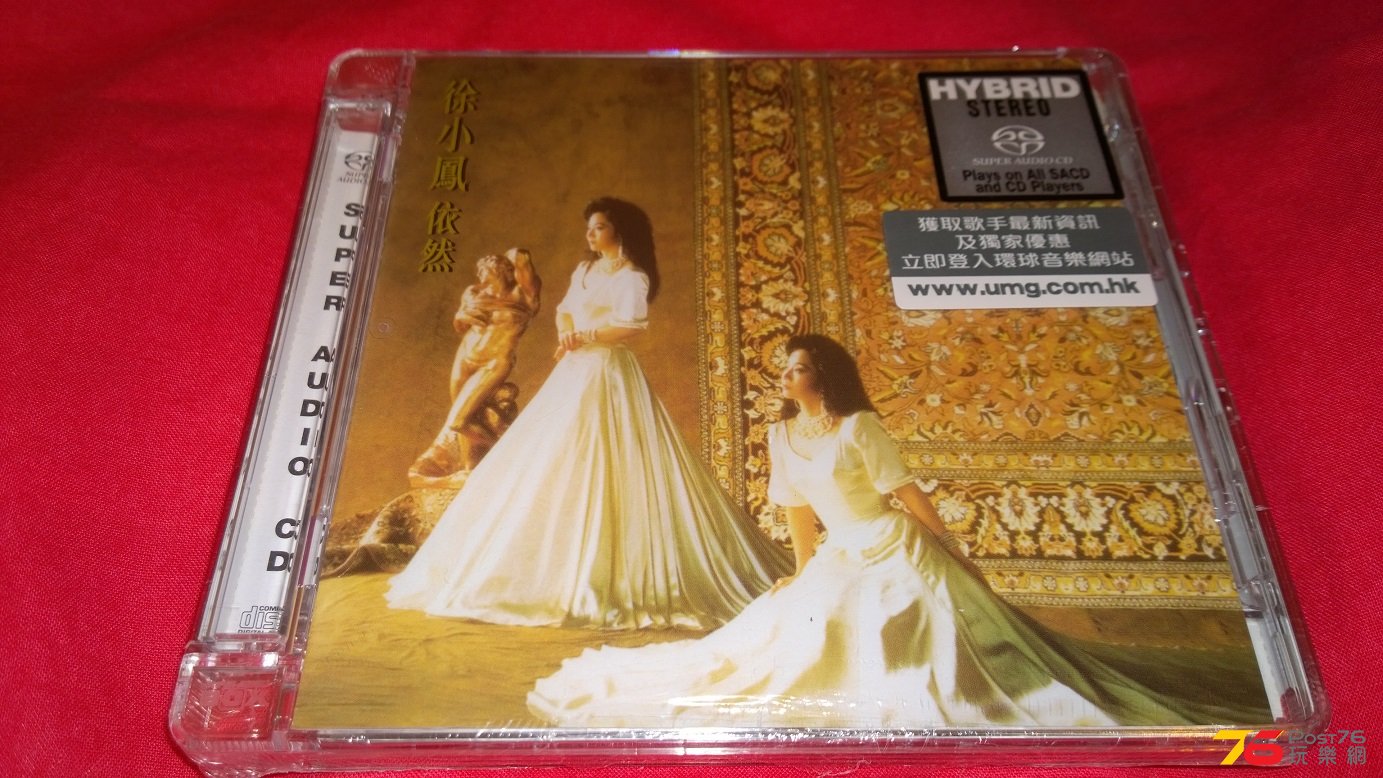 徐小鳳 依然
HYBRID
STEREO
SUPER AUDIO CD
Plays on All SACD
and CD Players
獲取歌手最新資訊
及獨家優惠
立即登入環球音樂網站
www.umg.com.hk
SUPER AUDIO CD
76
Post76
玩樂網